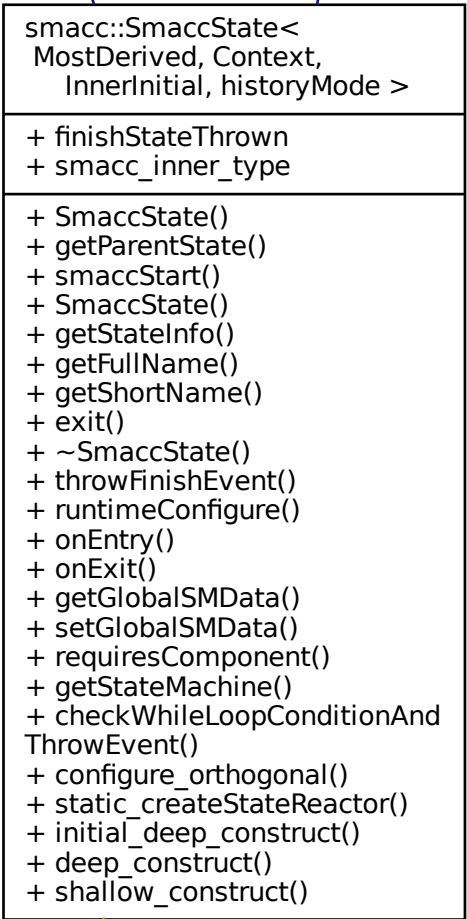 smacc::SmaccState<
MostDerived, Context,
InnerInitial, historyMode >
+ finishStateThrown
+ smacc_inner_type
+ SmaccState()
+ getParentState()
+ smaccStart()
+ SmaccState()
+ getStateInfo()
+ getFullName()
+ getShortName()
+ exit()
+ ~SmaccState()
+ throwFinishEvent()
+ runtimeConfigure()
+ onEntry()
+ onExit()
+ getGlobalSMData()
+ setGlobalSMData()
+ requiresComponent()
+ getStateMachine()
+ checkWhileLoopConditionAnd
ThrowEvent()
+ configure_orthogonal()
+ static_createStateReactor()
+ initial_deep_construct()
+ deep_construct()
+ shallow_construct()